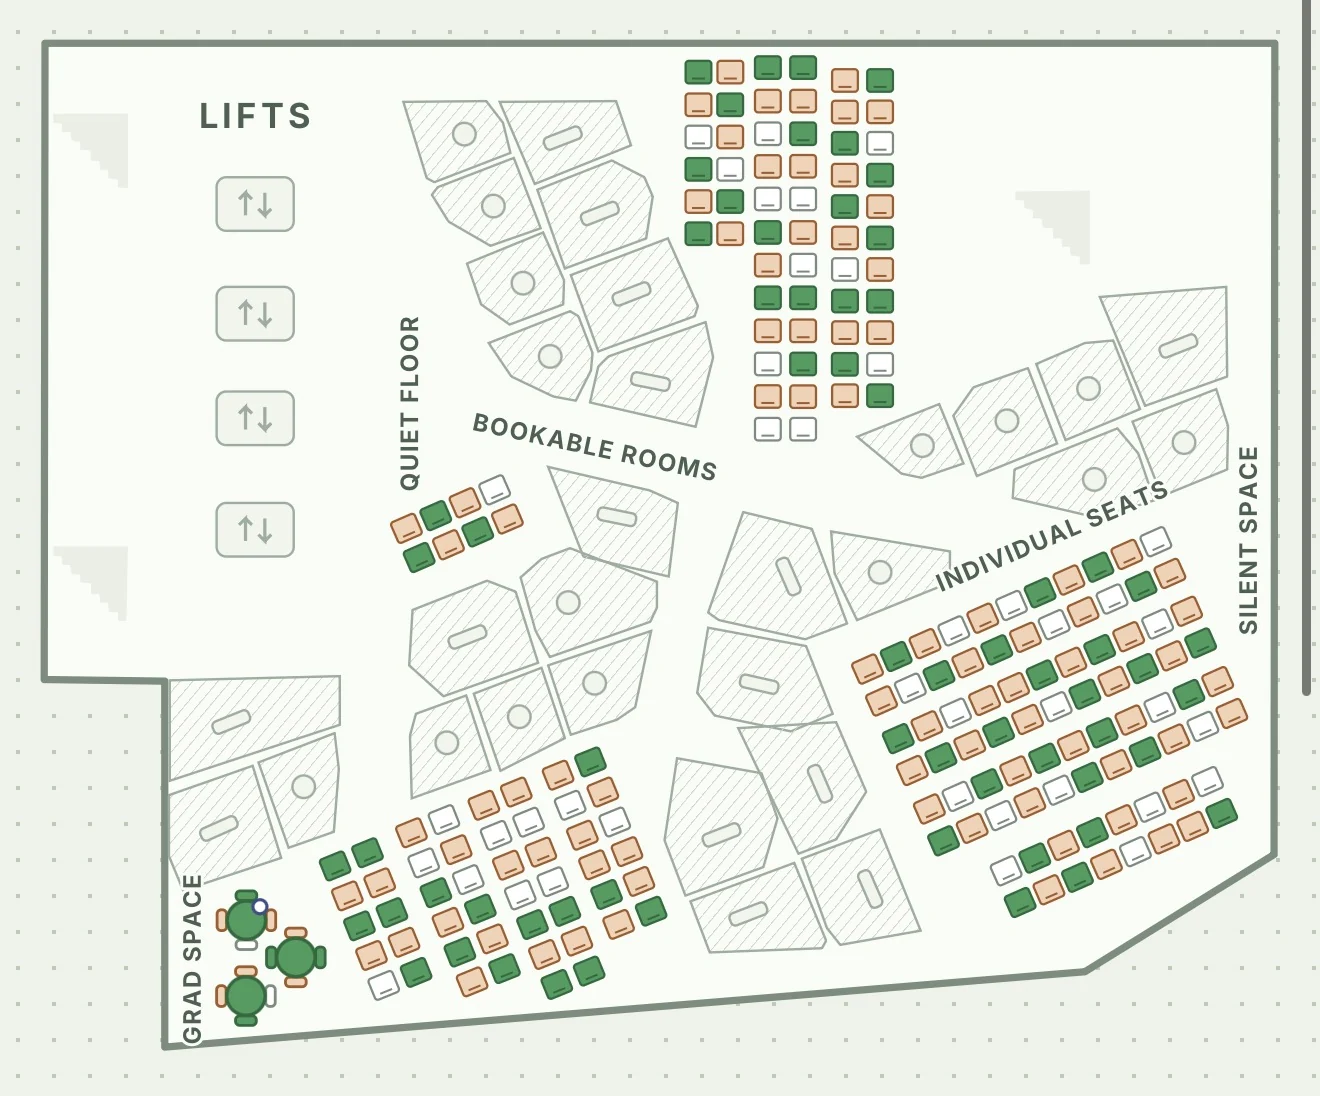 LIFTS
QUIET FLOOR
BOOKABLE ROOMS
INDIVIDUAL SEATS
SILENT SPACE
GRAD SPACE